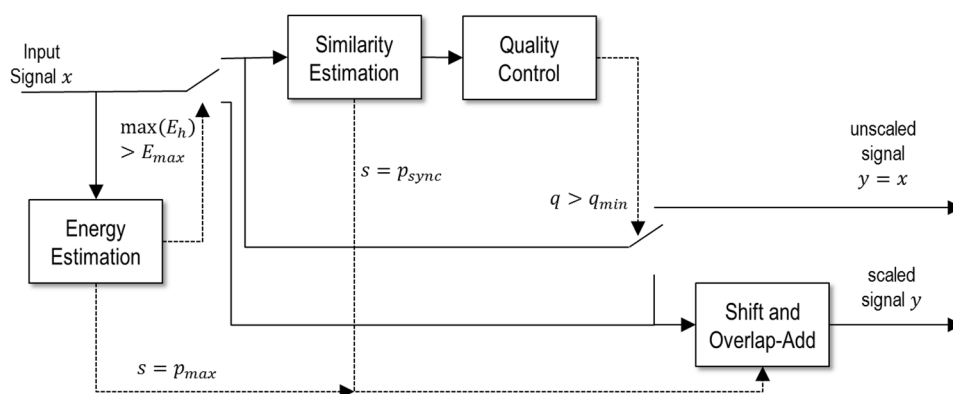 Input
Signal x
Similarity
Estimation
Quality
Control
max(E_h)
> E_max
unscaled
signal
y = x
s = p_sync
q > q_min
Energy
Estimation
scaled
signal y
Shift and
Overlap-Add
s = p_max